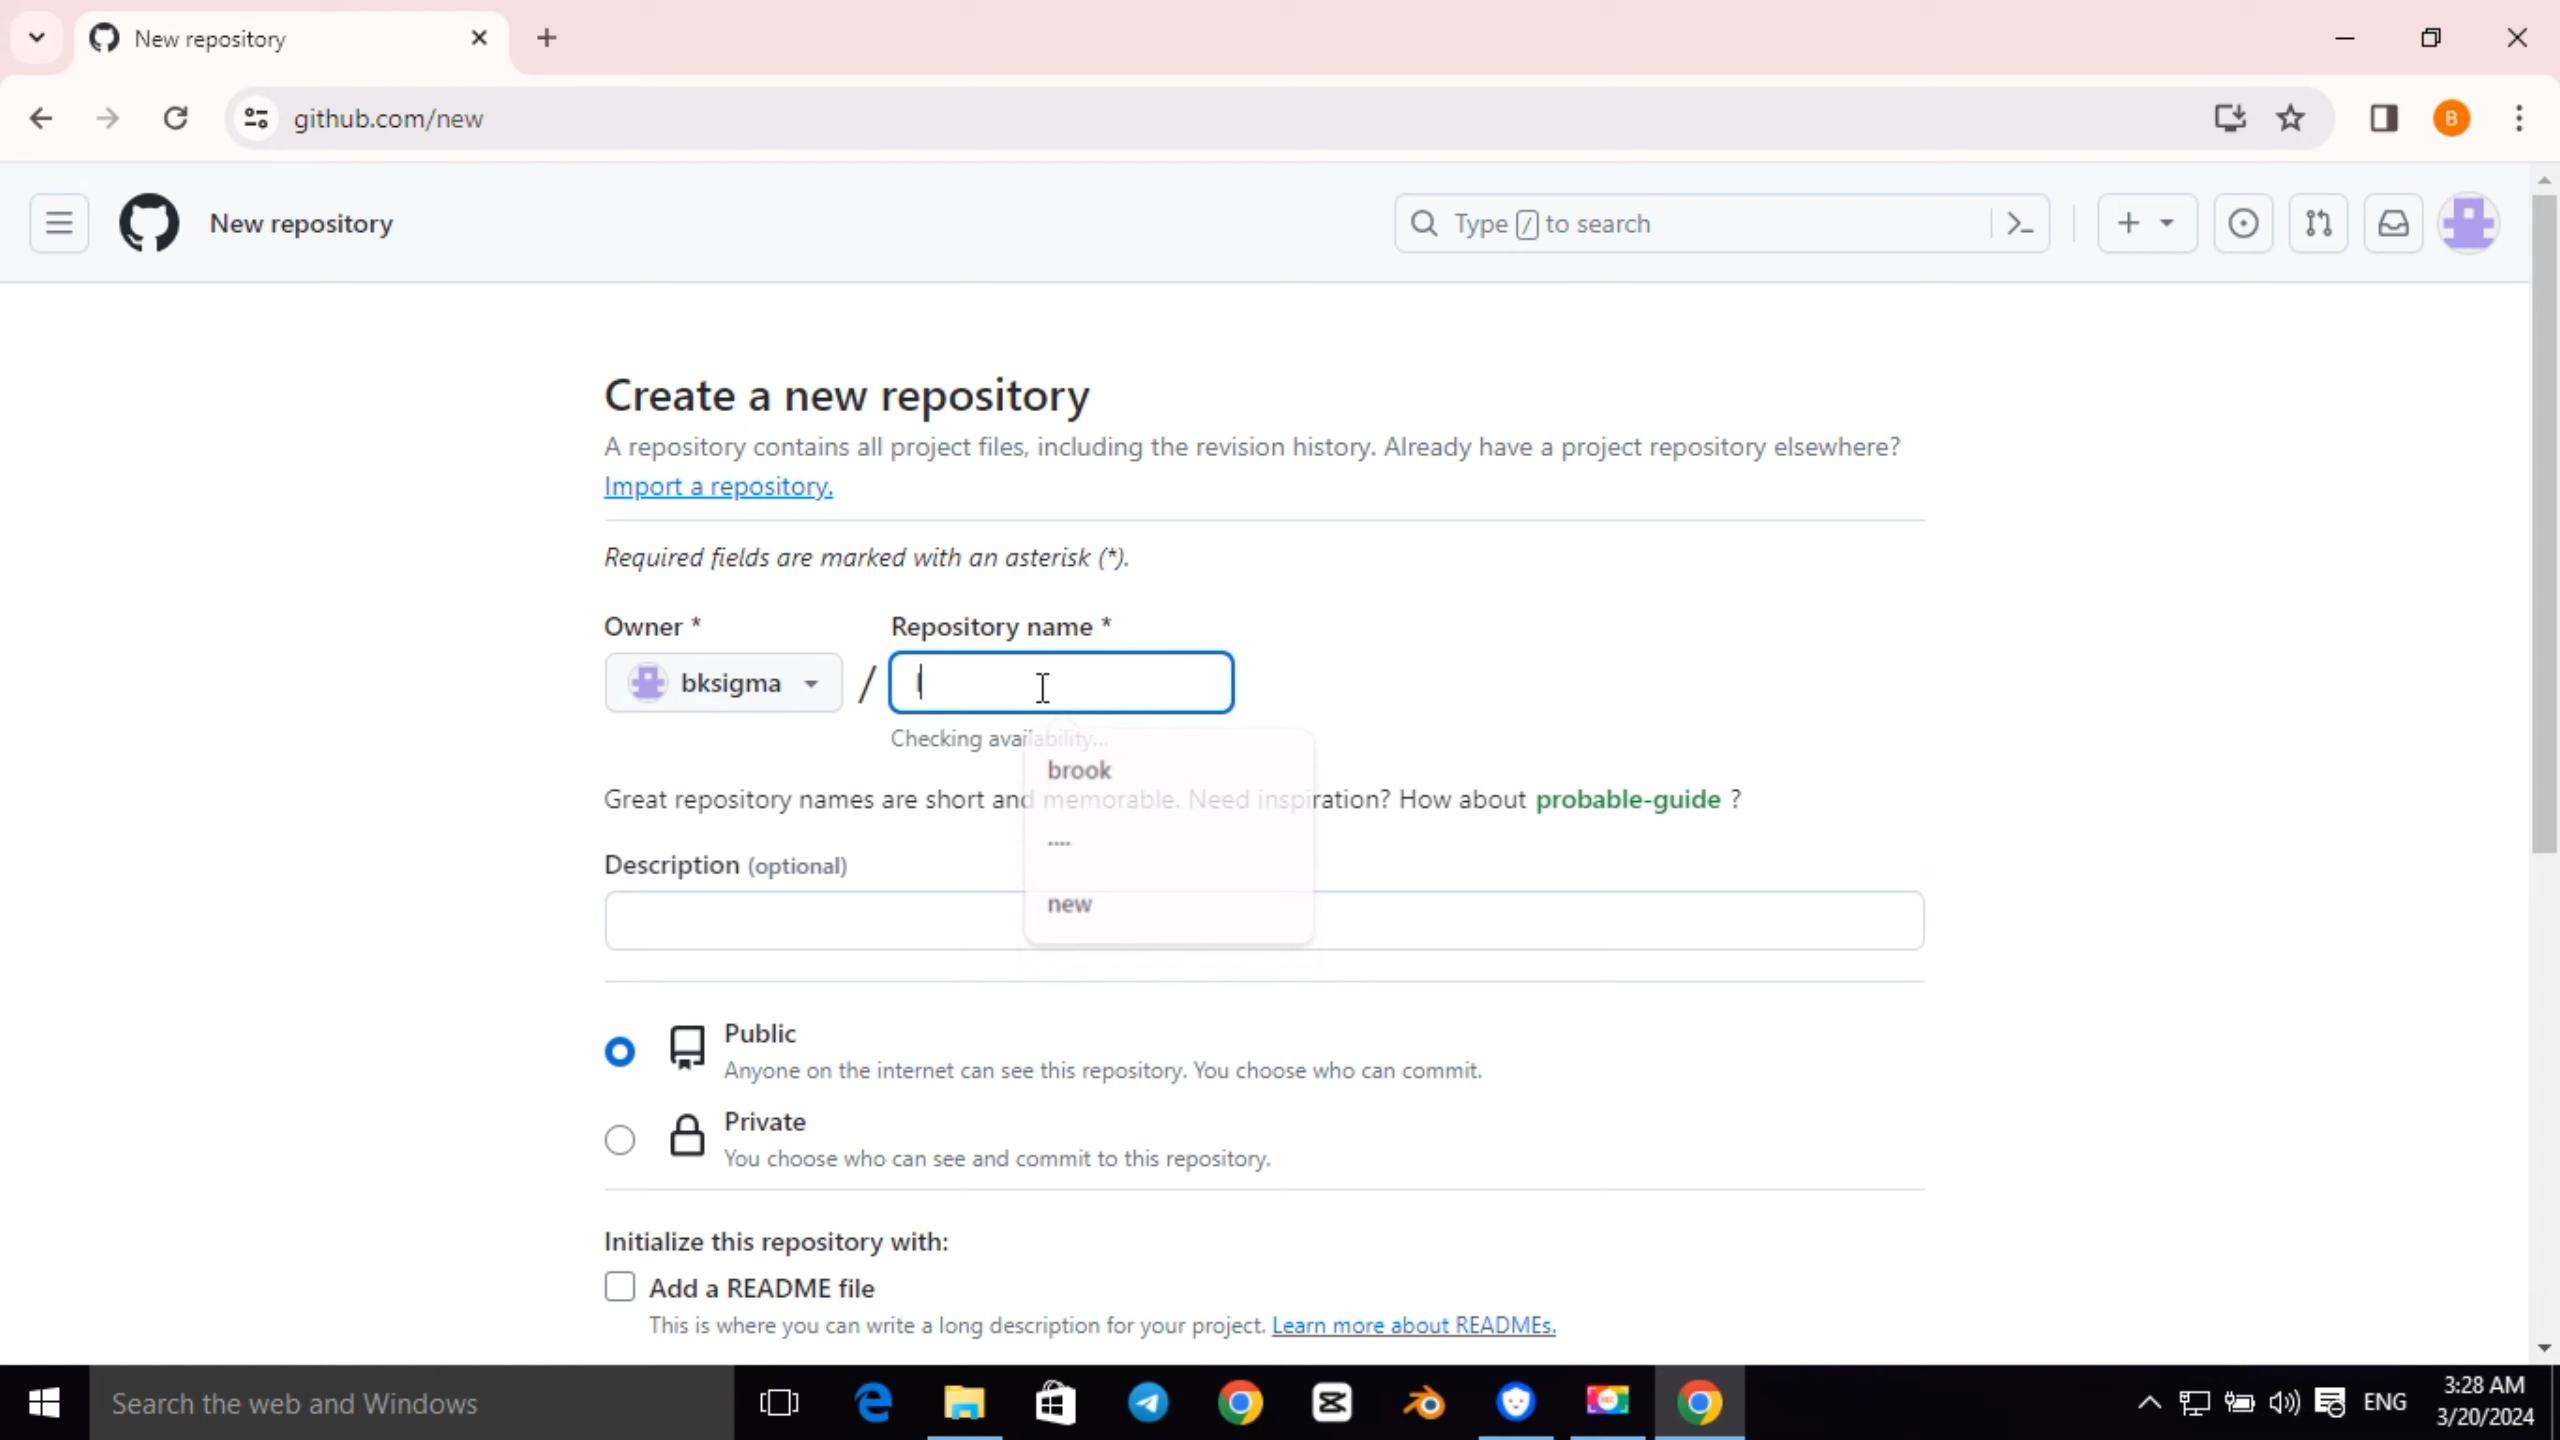 New repository
github.com/new
B
New repository
Type / to search
Create a new repository
A repository contains all project files, including the revision history. Already have a project repository elsewhere?
Import a repository.
Required fields are marked with an asterisk (*).
Owner *
Repository name *
bksigma
/
Checking availability...
brook
Great repository names are short and memorable. Need inspiration? How about probable-guide ?
....
Description (optional)
new
Public
Anyone on the internet can see this repository. You choose who can commit.
Private
You choose who can see and commit to this repository.
Initialize this repository with:
Add a README file
This is where you can write a long description for your project. Learn more about READMEs.
Search the web and Windows
ENG
3:28 AM
3/20/2024